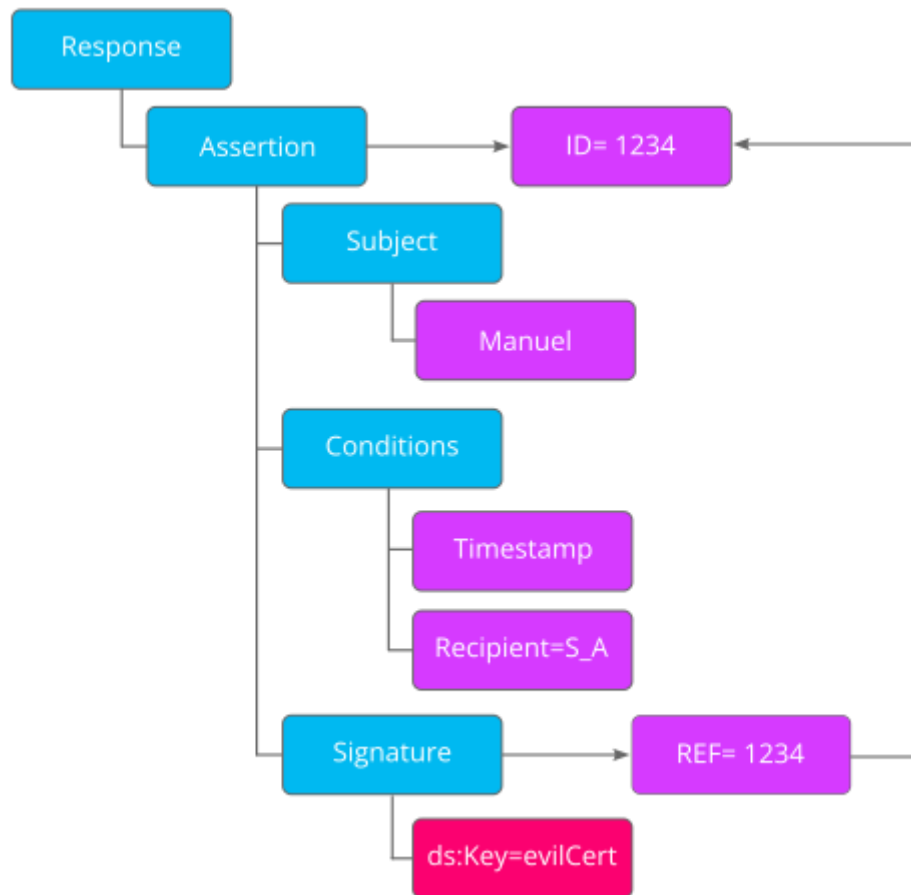 Response
Assertion
ID= 1234
Subject
Manuel
Conditions
Timestamp
Recipient=S_A
Signature
REF= 1234
ds:Key=evilCert